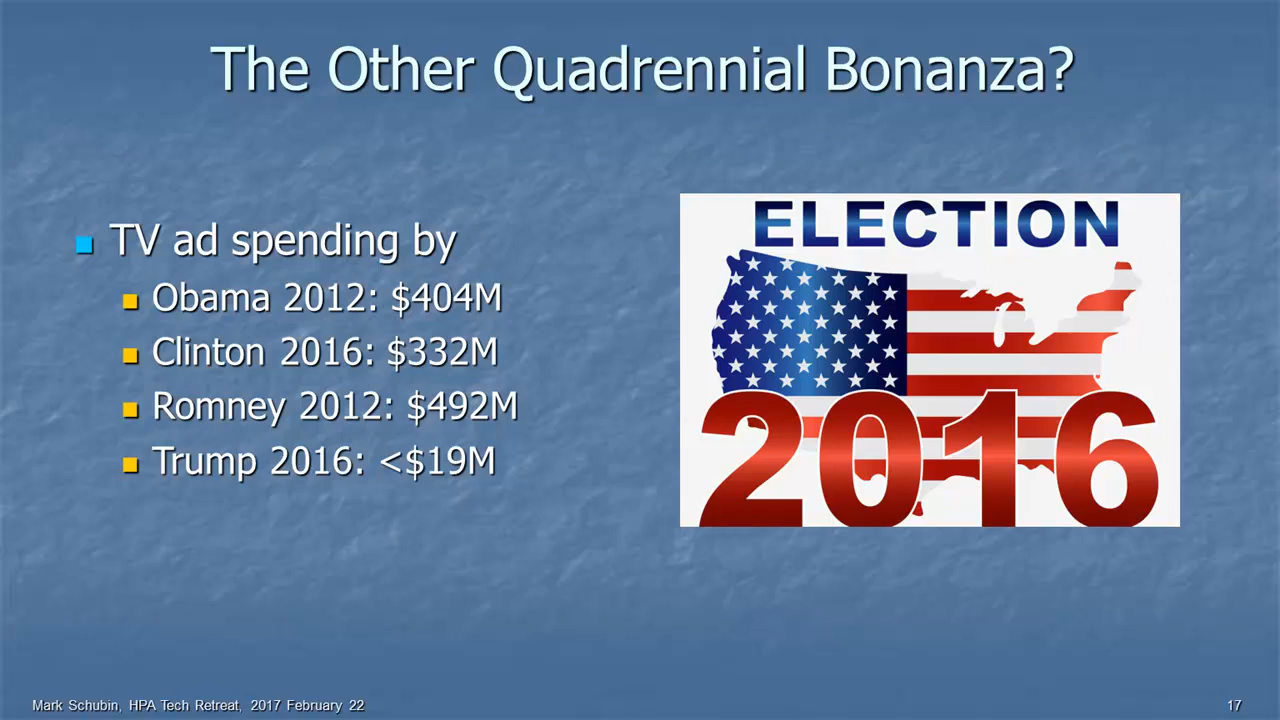 The Other Quadrennial Bonanza?
TV ad spending by
Obama 2012: $404M
Clinton 2016: $332M
Romney 2012: $492M
Trump 2016: <$19M
ELECTION
2016
Mark Schubin, HPA Tech Retreat, 2017 February 22
17